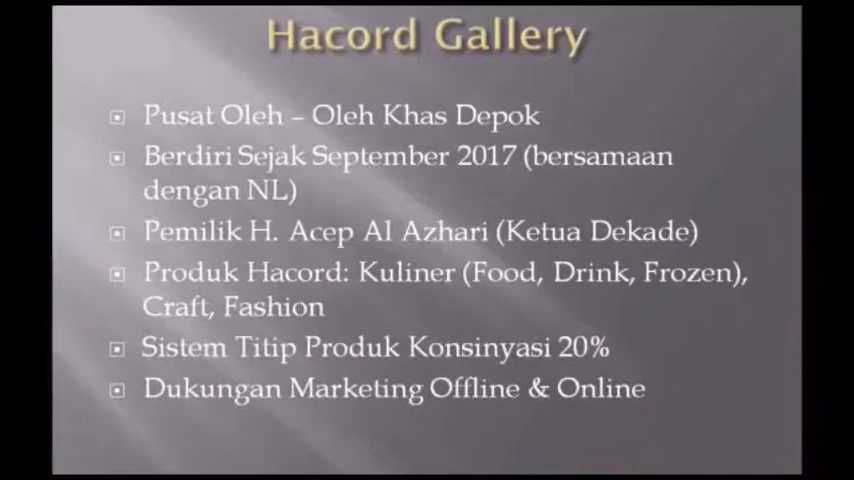 Hacord Gallery
Pusat Oleh – Oleh Khas Depok
Berdiri Sejak September 2017 (bersamaan
dengan NL)
Pemilik H. Acep Al Azhari (Ketua Dekade)
Produk Hacord: Kuliner (Food, Drink, Frozen),
Craft, Fashion
Sistem Titip Produk Konsinyasi 20%
Dukungan Marketing Offline & Online